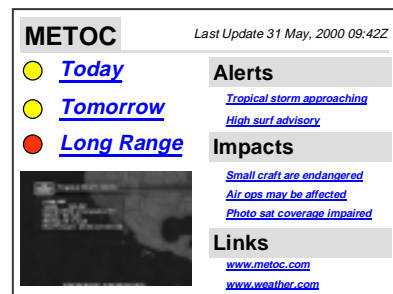 METOC
Last Update 31 May, 2000 09:42Z
Today
Tomorrow
Long Range
Alerts
Tropical storm approaching
High surf advisory
Impacts
Small craft are endangered
Air ops may be affected
Photo sat coverage impaired
Links
www.metoc.com
www.weather.com